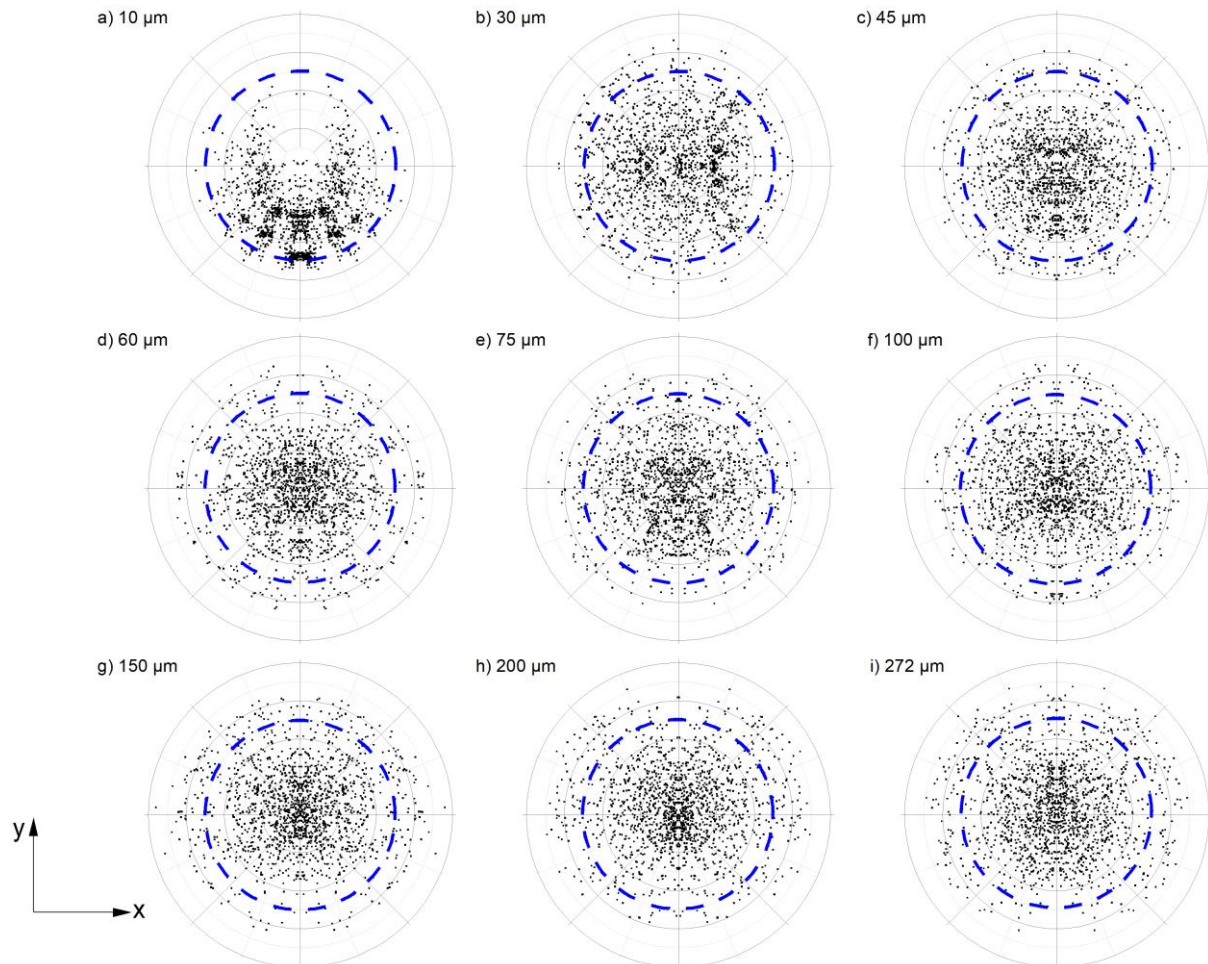 a) 10 µm
b) 30 µm
c) 45 µm
d) 60 µm
e) 75 µm
f) 100 µm
g) 150 µm
h) 200 µm
i) 272 µm
y
x